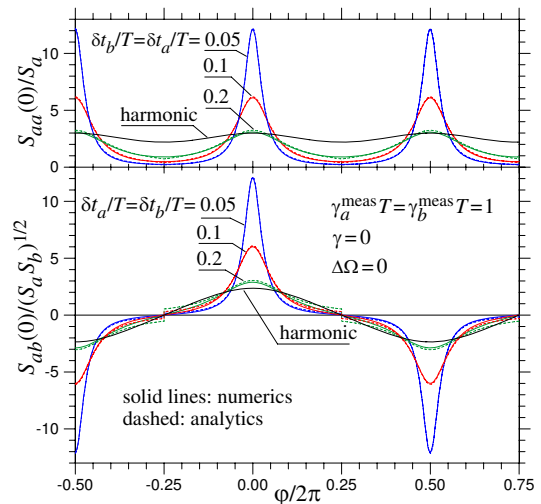 10
5
0
S_aa(0)/S_a
δt_b/T=δt_a/T= 0.05
0.1
0.2
harmonic
10
5
0
-5
-10
S_ab(0)/(S_a S_b)^1/2
δt_a/T=δt_b/T= 0.05
0.1
0.2
harmonic
γ_a^meas T=γ_b^meas T=1
γ=0
ΔΩ=0
solid lines: numerics
dashed: analytics
-0.50 -0.25 0.00 0.25 0.50 0.75
φ/2π